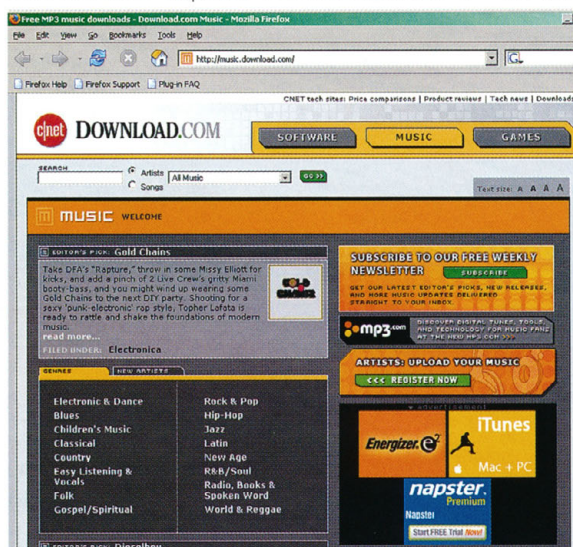 Free MP3 music downloads - Download.com Music - Mozilla Firefox
File Edit View Go Bookmarks Tools Help
http://music.download.com/
G.
Firefox Help Firefox Support Plug-in FAQ
CNET tech sites: Price comparisons | Product reviews | Tech news | Downloads
c|net DOWNLOAD.COM
SOFTWARE MUSIC GAMES
SEARCH
Artists
Songs
All Music
GO >>
Text size: A A A A
m MUSIC WELCOME
EDITOR'S PICK: Gold Chains
Take DFA's "Rapture," throw in
some Missy Elliott for
kicks, and add a pinch of 2 Live Crew's gritty Miami
booty-bass, and you might wind up wearing some
Gold Chains to the next DIY party. Shooting for a
sexy 'punk-electronic' rap style, Topher Lafata is
ready to rattle and shake the foundations of modern
music.
read more...
FILED UNDER: Electronica
GOLD CHAINS
GENRES NEW ARTISTS
Electronic & Dance
Blues
Children's Music
Classical
Country
Easy Listening &
Vocals
Folk
Gospel/Spiritual
Rock & Pop
Hip-Hop
Jazz
Latin
New Age
R&B/Soul
Radio, Books &
Spoken Word
World & Reggae
EDITOR'S PICK: Dieselboy
SUBSCRIBE TO OUR FREE WEEKLY
NEWSLETTER SUBSCRIBE
GET OUR LATEST EDITOR'S PICKS, NEW RELEASES,
AND MORE MUSIC UPDATES DELIVERED
STRAIGHT TO YOUR INBOX.
mp3.com
DISCOVER DIGITAL TUNES, TOOLS,
AND TECHNOLOGY FOR MUSIC FANS
AT THE NEW MP3.COM >>>
ARTISTS: UPLOAD YOUR MUSIC
<<< REGISTER NOW
advertisement
Energizer. e²
iTunes
Mac + PC
napster.
Premium
Napster
Start FREE Trial Now!